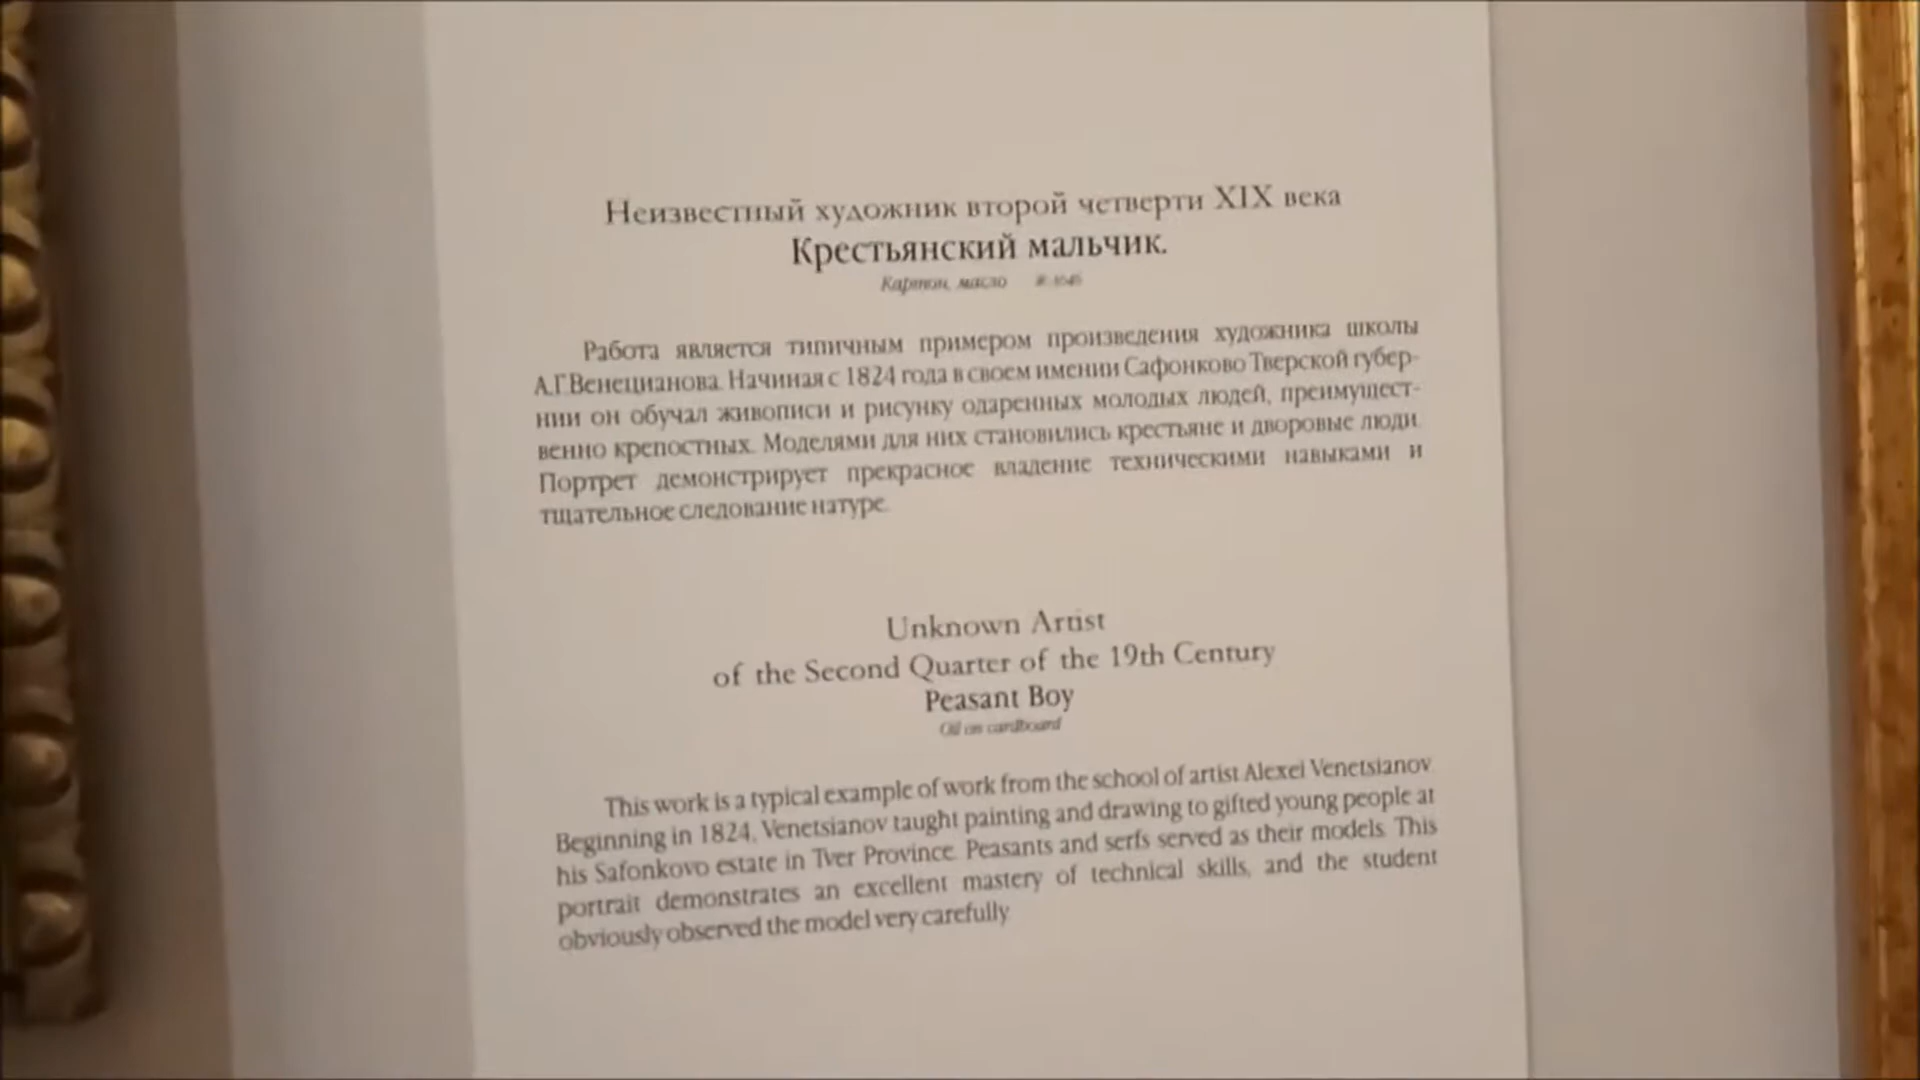 Неизвестный художник второй четверти XIX века
Крестьянский мальчик.
Картон, масло
Работа является типичным примером произведения художника школы
А.Г.Венецианова. Начиная с 1824 года в своем имении Сафонково Тверской губер-
нии он обучал живописи и рисунку одаренных молодых людей, преимущест-
венно крепостных. Моделями для них становились крестьяне и дворовые люди.
Портрет демонстрирует прекрасное владение техническими навыками и
тщательное следование натуре.
Unknown Artist
of the Second Quarter of the 19th Century
Peasant Boy
Oil on cardboard
This work is a typical example of work from the school of artist Alexei Venetsianov.
Beginning in 1824, Venetsianov taught painting and drawing to gifted young people at
his Safonkovo estate in Tver Province. Peasants and serfs served as their models. This
portrait demonstrates an excellent mastery of technical skills, and the student
obviously observed the model very carefully.